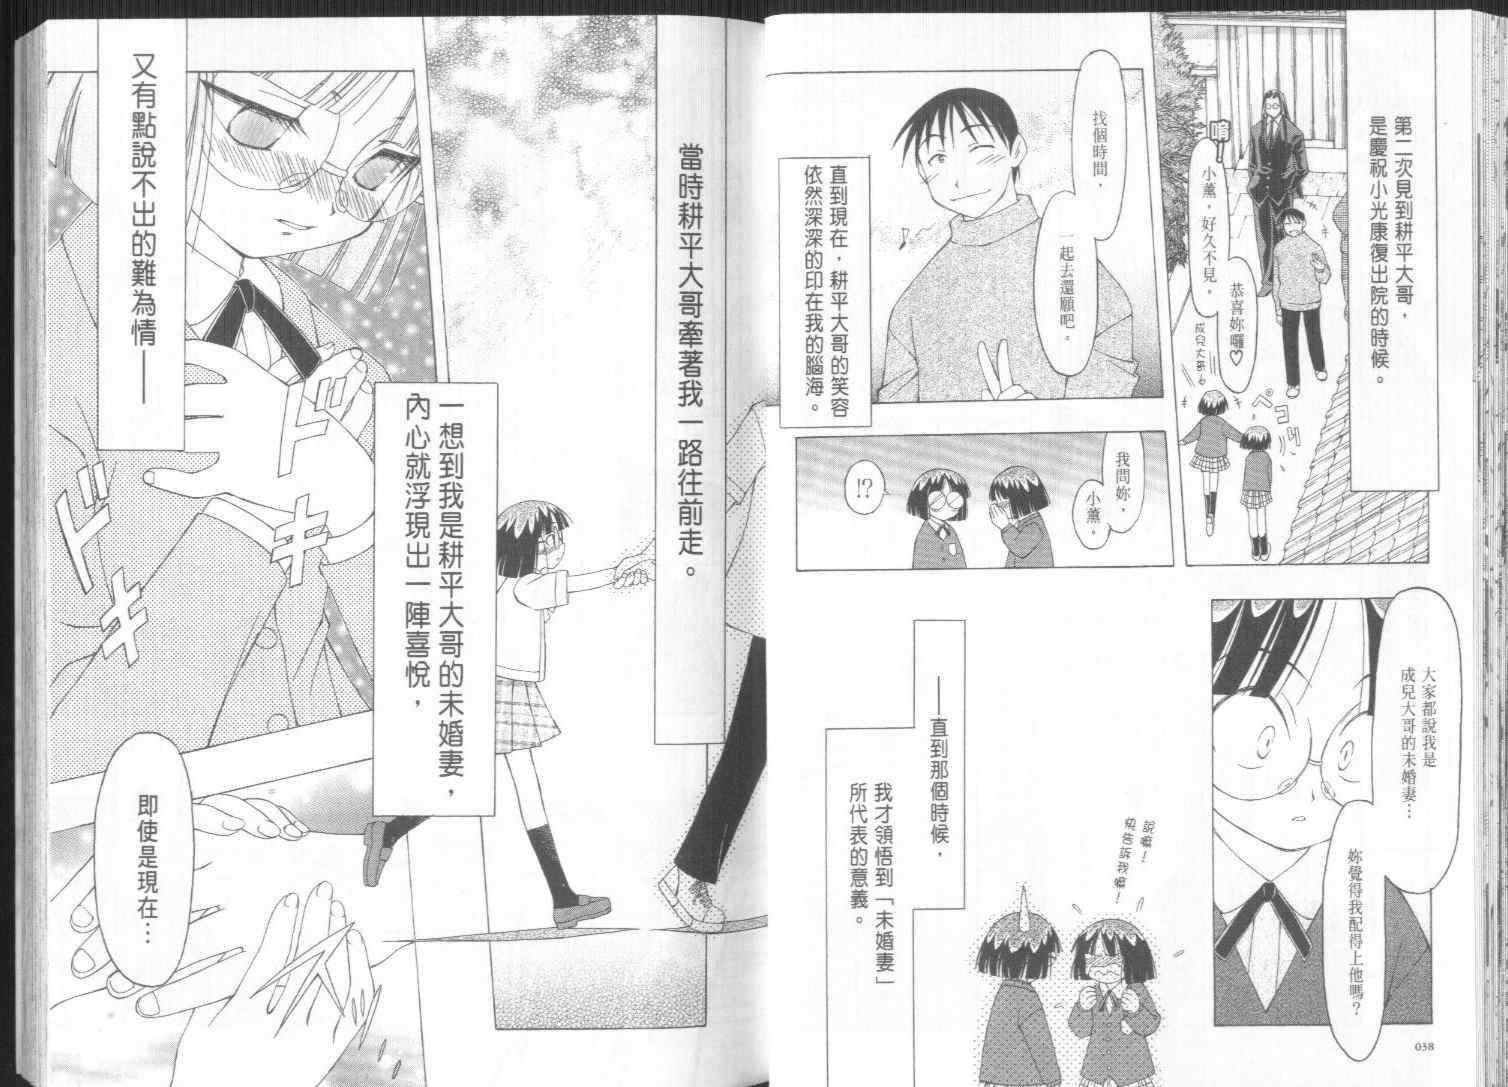 第二次見到耕平大哥，
是慶祝小光康復出院的時候。
唷
小薰，好久不見。
恭喜妳囉♡
成兒大哥
ペコリ
找個時間，
一起去還願吧。
直到現在，耕平大哥的笑容
依然深深的印在我的腦海。
我問妳，
小薰。
!?
大家都說我是
成兒大哥的未婚妻…
妳覺得我配得上他嗎？
說嘛！
快告訴我嘛！
——直到那個時候，
我才領悟到「未婚妻」
所代表的意義。
038
當時耕平大哥牽著我一路往前走。
一想到我是耕平大哥的未婚妻，
內心就浮現出一陣喜悅，
又有點說不出的難為情——
ドキ
ドキ
即使是現在…